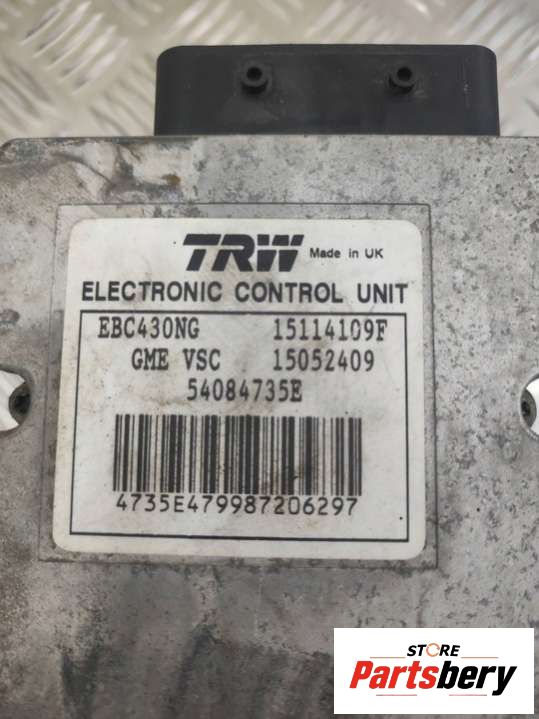 TRW Made in UK
ELECTRONIC CONTROL UNIT
EBC430NG 15114109F
GME VSC 15052409
54084735E
4735E479987206297
STORE
Partsbery